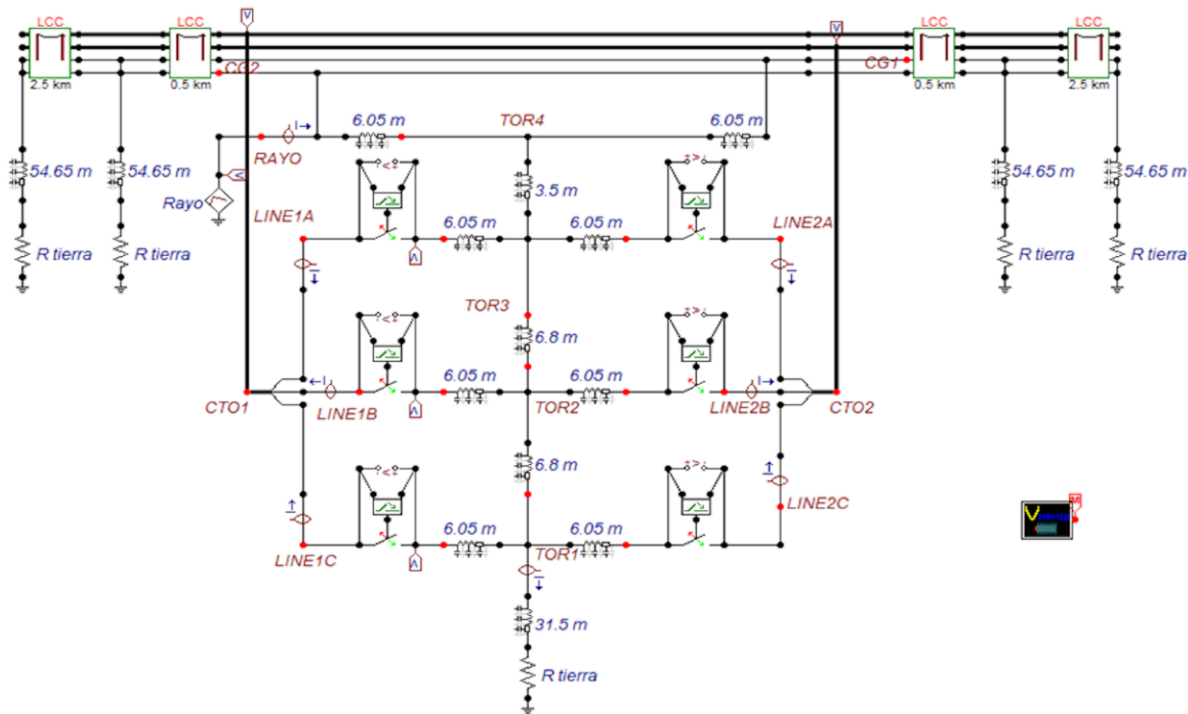 LCC LCC LCC LCC
V
V
2.5 km 0.5 km CG2 CG1 0.5 km 2.5 km
6.05 m TOR4 6.05 m
I
RAYO
54.65 m 54.65 m 54.65 m 54.65 m
V
Rayo 3.5 m
LINE1A 6.05 m 6.05 m LINE2A
R tierra R tierra R tierra R tierra
V
I I
TOR3
6.8 m
6.05 m 6.05 m
I I
CTO1 LINE1B TOR2 LINE2B CTO2
V
6.8 m
I I
LINE2C
6.05 m 6.05 m
M
LINE1C TOR1
V
I
31.5 m
R tierra